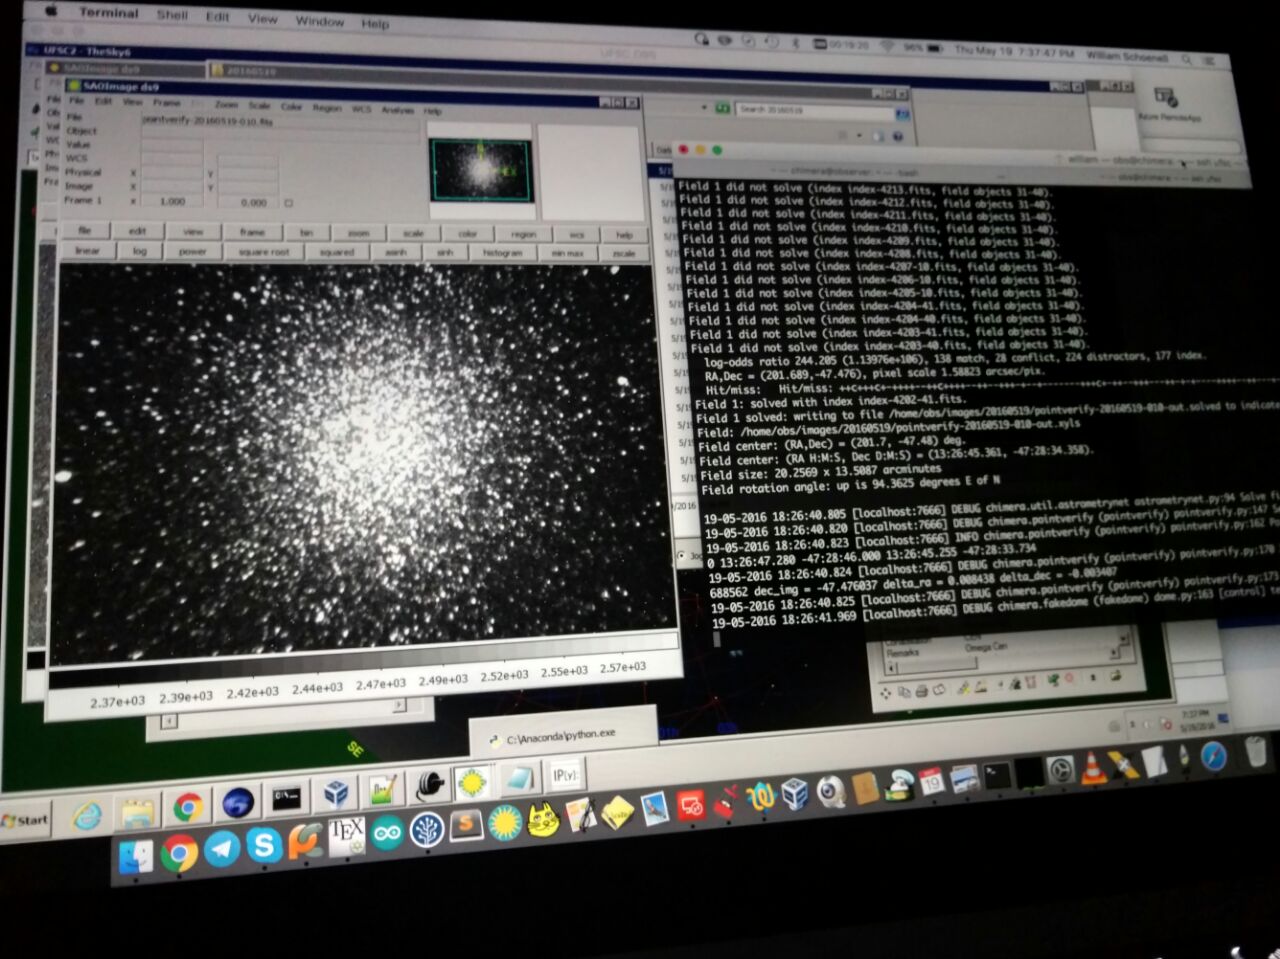 Terminal Shell Edit View Window Help
00:19:20 96% Thu May 19 7:37:47 PM William Schoenell
UFSC2 - TheSky6
SAOImage ds9
20160519
SAOImage ds9
File Edit View Frame Bin Zoom Scale Color Region WCS Analysis Help
File pointverify-20160519-010.fits
Object
Value
WCS
Physical X Y
Image X Y
Frame 1 x 1.000 0.000
file edit view frame bin zoom scale color region wcs help
linear log power square root squared asinh sinh histogram min max zscale
2.37e+03 2.39e+03 2.42e+03 2.44e+03 2.47e+03 2.49e+03 2.52e+03 2.55e+03 2.57e+03
Search 20160519
Azure RemoteApp
Field 1 did not solve (index index-4213.fits, field objects 31-40).
Field 1 did not solve (index index-4212.fits, field objects 31-40).
Field 1 did not solve (index index-4211.fits, field objects 31-40).
Field 1 did not solve (index index-4210.fits, field objects 31-40).
Field 1 did not solve (index index-4209.fits, field objects 31-40).
Field 1 did not solve (index index-4208.fits, field objects 31-40).
Field 1 did not solve (index index-4207-10.fits, field objects 31-40).
Field 1 did not solve (index index-4206-10.fits, field objects 31-40).
Field 1 did not solve (index index-4205-10.fits, field objects 31-40).
Field 1 did not solve (index index-4204-41.fits, field objects 31-40).
Field 1 did not solve (index index-4204-40.fits, field objects 31-40).
Field 1 did not solve (index index-4203-41.fits, field objects 31-40).
Field 1 did not solve (index index-4203-40.fits, field objects 31-40).
log-odds ratio 244.205 (1.13976e+106), 138 match, 28 conflict, 224 distractors, 177 index.
RA,Dec = (201.689,-47.476), pixel scale 1.58823 arcsec/pix.
Hit/miss: Hit/miss:
Field 1: solved with index index-4202-41.fits.
Field 1 solved: writing to file /home/obs/images/20160519/pointverify-20160519-010-out.solved to indicate
Field: /home/obs/images/20160519/pointverify-20160519-010-out.xyls
Field center: (RA,Dec) = (201.7, -47.48) deg.
Field center: (RA H:M:S, Dec D:M:S) = (13:26:45.361, -47:28:34.358).
Field size: 20.2569 x 13.5087 arcminutes
Field rotation angle: up is 94.3625 degrees E of N
19-05-2016 18:26:40.805 [localhost:7666] DEBUG chimera.util.astrometrynet astrometrynet.py:94 Solve
19-05-2016 18:26:40.820 [localhost:7666] DEBUG chimera.pointverify (pointverify) pointverify.py:147
19-05-2016 18:26:40.823 [localhost:7666] INFO chimera.pointverify (pointverify) pointverify.py:162
0 13:26:47.280 -47:28:46.000 13:26:45.255 -47:28:33.734
19-05-2016 18:26:40.824 [localhost:7666] DEBUG chimera.pointverify (pointverify) pointverify.py:170
688562 dec_img = -47.476037 delta_ra = 0.008438 delta_dec = -0.003407
19-05-2016 18:26:40.825 [localhost:7666] DEBUG chimera.pointverify (pointverify) pointverify.py:173
19-05-2016 18:26:41.969 [localhost:7666] DEBUG chimera.fakedome (fakedome) dome.py:163 [control]
Remarks Omega Cen
SE
C:\Anaconda\python.exe
7:37 PM
5/19/2016
IP[y]:
Start
TEX